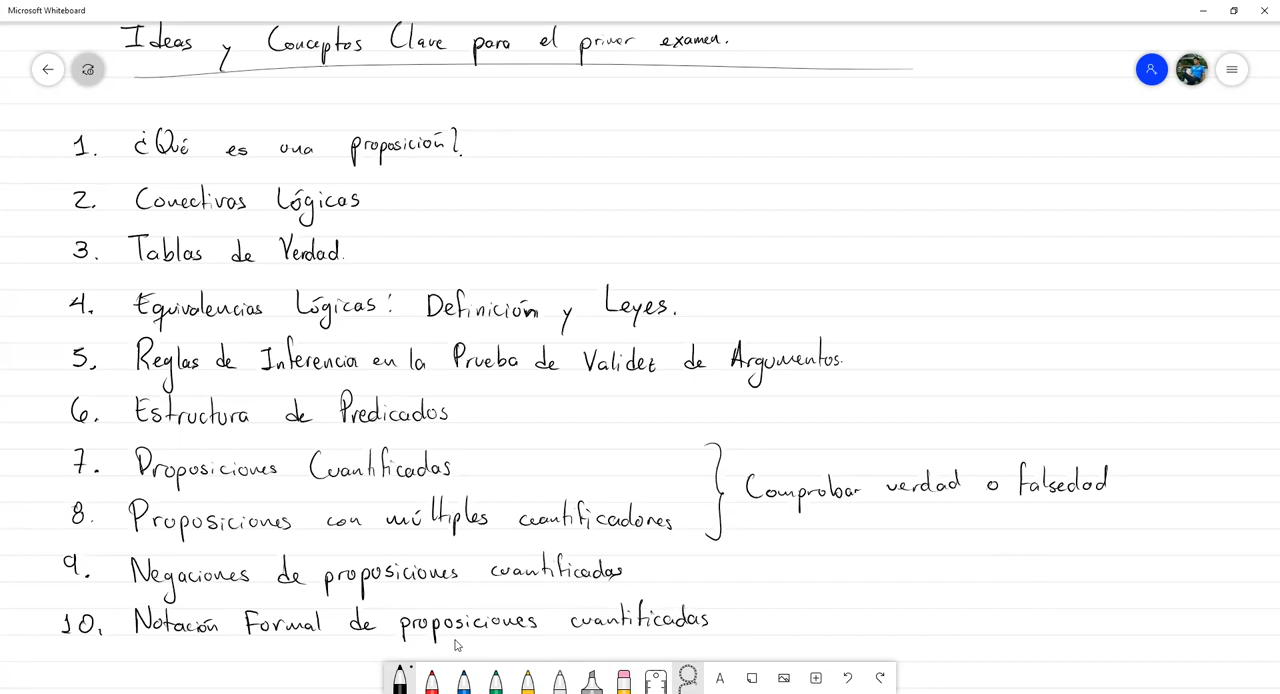 Microsoft Whiteboard
Ideas y Conceptos Clave para el primer examen.
1. ¿Qué es una proposición?.
2. Conectivas Lógicas
3. Tablas de Verdad.
4. Equivalencias Lógicas: Definición y Leyes.
5. Reglas de Inferencia en la Prueba de Validez de Argumentos.
6. Estructura de Predicados
7. Proposiciones Cuantificadas
8. Proposiciones con múltiples cuantificadores
Comprobar verdad o falsedad
9. Negaciones de proposiciones cuantificadas
10. Notación Formal de proposiciones cuantificadas
A